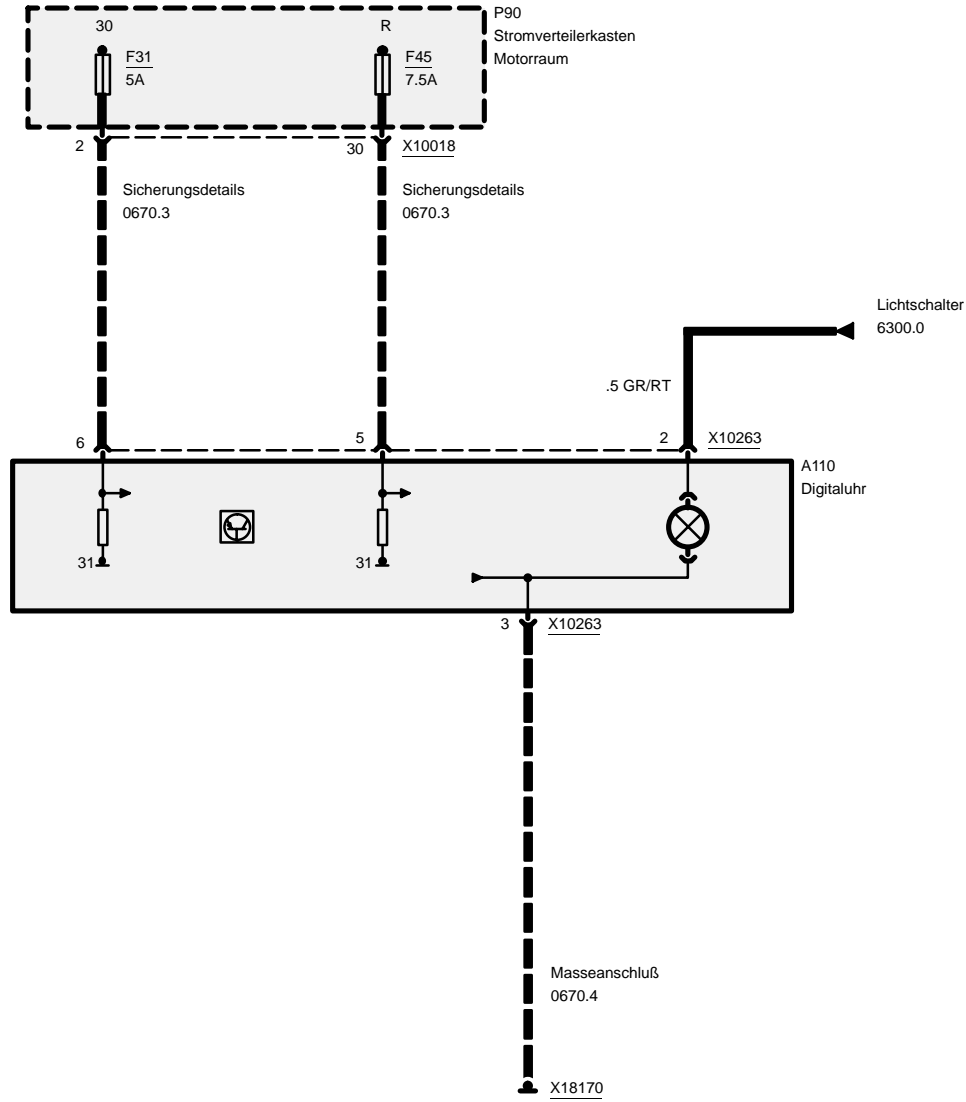 P90
Stromverteilerkasten
Motorraum
30
R
F31
5A
F45
7.5A
2
30
X10018
Sicherungsdetails
0670.3
Sicherungsdetails
0670.3
Lichtschalter
6300.0
.5 GR/RT
6
5
2
X10263
A110
Digitaluhr
31
31
3
X10263
Masseanschluß
0670.4
X18170